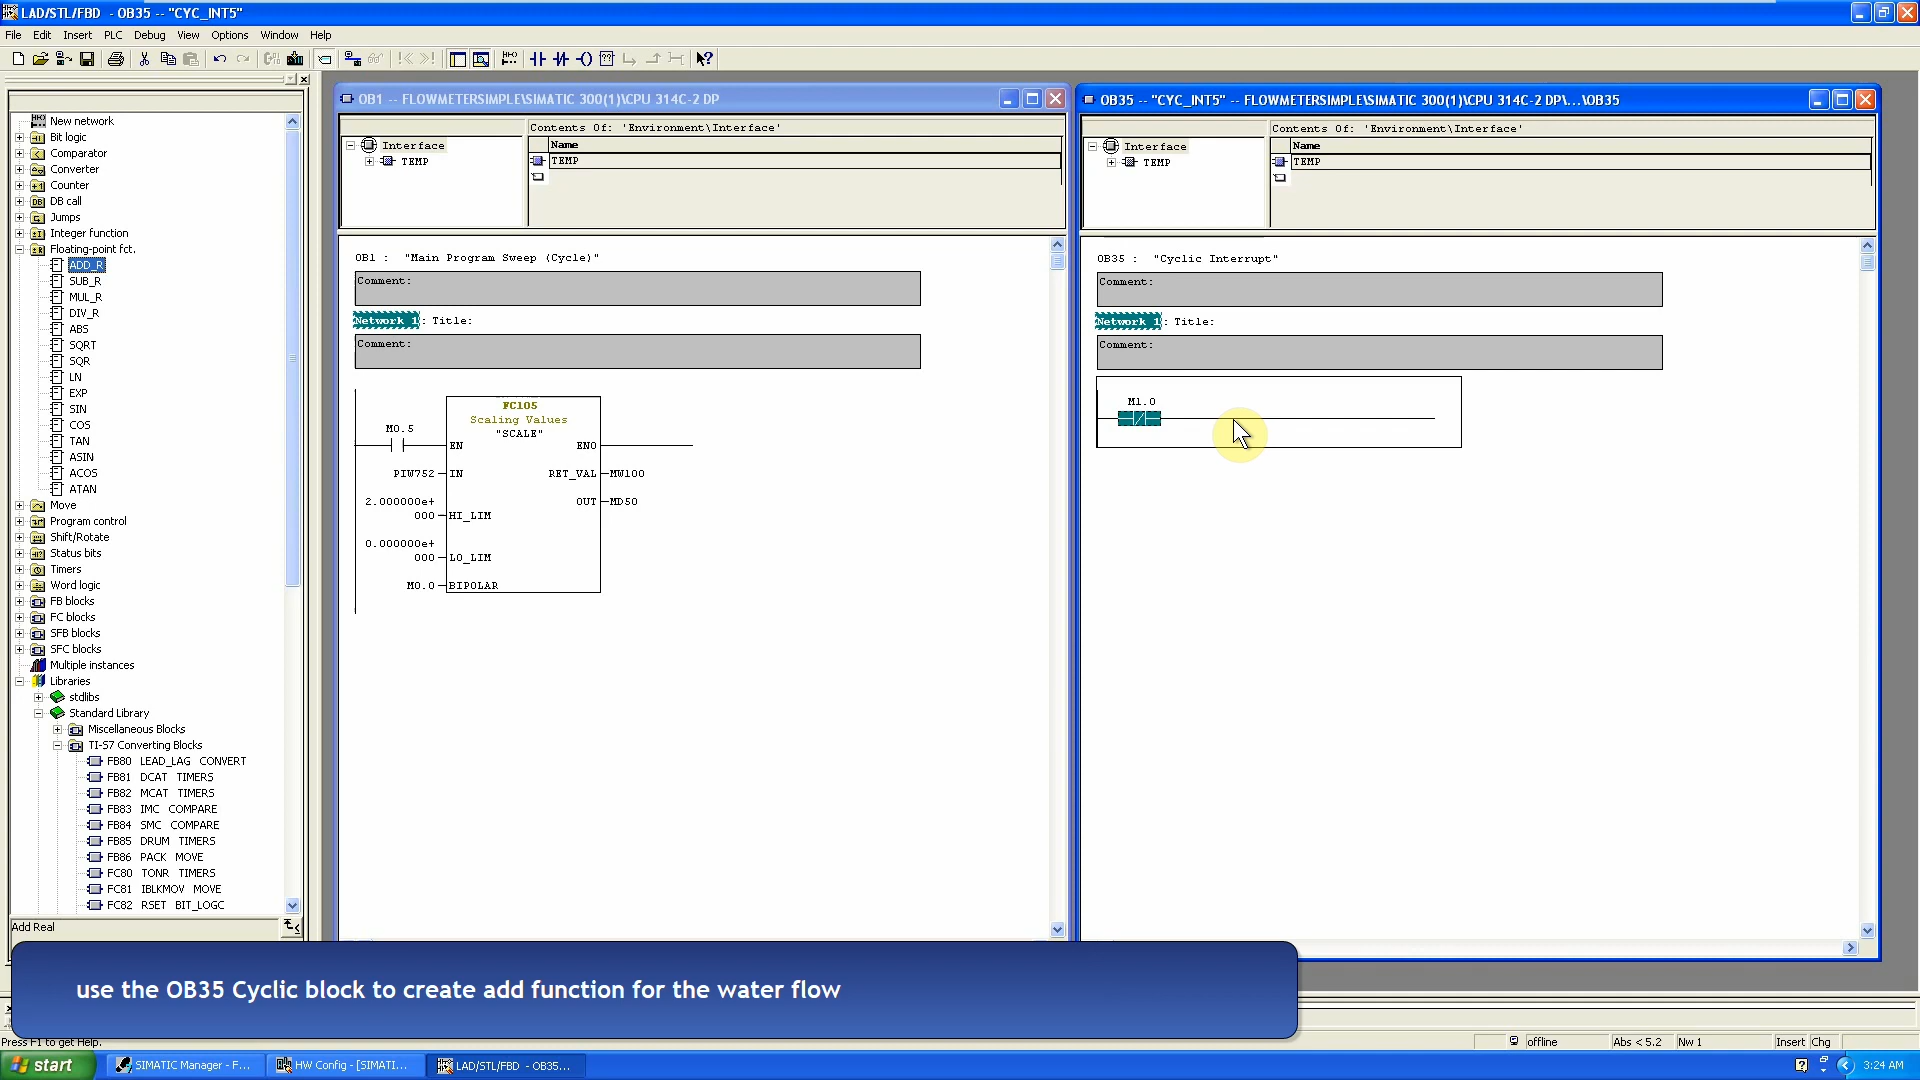 LAD/STL/FBD - OB35 -- "CYC_INT5"
File Edit Insert PLC Debug View Options Window Help
New network
Bit logic
Comparator
Converter
Counter
DB call
Jumps
Integer function
Floating-point fct.
ADD_R
SUB_R
MUL_R
DIV_R
ABS
SQRT
SQR
LN
EXP
SIN
COS
TAN
ASIN
ACOS
ATAN
Move
Program control
Shift/Rotate
Status bits
Timers
Word logic
FB blocks
FC blocks
SFB blocks
SFC blocks
Multiple instances
Libraries
stdlibs
Standard Library
Miscellaneous Blocks
TI-S7 Converting Blocks
FB80 LEAD_LAG CONVERT
FB81 DCAT TIMERS
FB82 MCAT TIMERS
FB83 IMC COMPARE
FB84 SMC COMPARE
FB85 DRUM TIMERS
FB86 PACK MOVE
FC80 TONR TIMERS
FC81 IBLKMOV MOVE
FC82 RSET BIT_LOGC
Add Real
OB1 -- FLOWMETERSIMPLE\SIMATIC 300(1)\CPU 314C-2 DP
Contents Of: 'Environment\Interface'
Interface
TEMP
Name
TEMP
OB1 : "Main Program Sweep (Cycle)"
Comment:
Network 1: Title:
Comment:
FC105
Scaling Values
"SCALE"
M0.5
EN ENO
PIW752 IN RET_VAL MW100
2.000000e+
000 HI_LIM
OUT MD50
0.000000e+
000 LO_LIM
M0.0 BIPOLAR
OB35 -- "CYC_INT5" -- FLOWMETERSIMPLE\SIMATIC 300(1)\CPU 314C-2 DP\...\OB35
Contents Of: 'Environment\Interface'
Interface
TEMP
Name
TEMP
OB35 : "Cyclic Interrupt"
Comment:
Network 1: Title:
Comment:
M1.0
use the OB35 Cyclic block to create add function for the water flow
Press F1 to get Help.
offline Abs < 5.2 Nw 1 Insert Chg
start SIMATIC Manager - F... HW Config - [SIMATI... LAD/STL/FBD - OB35... 3:24 AM